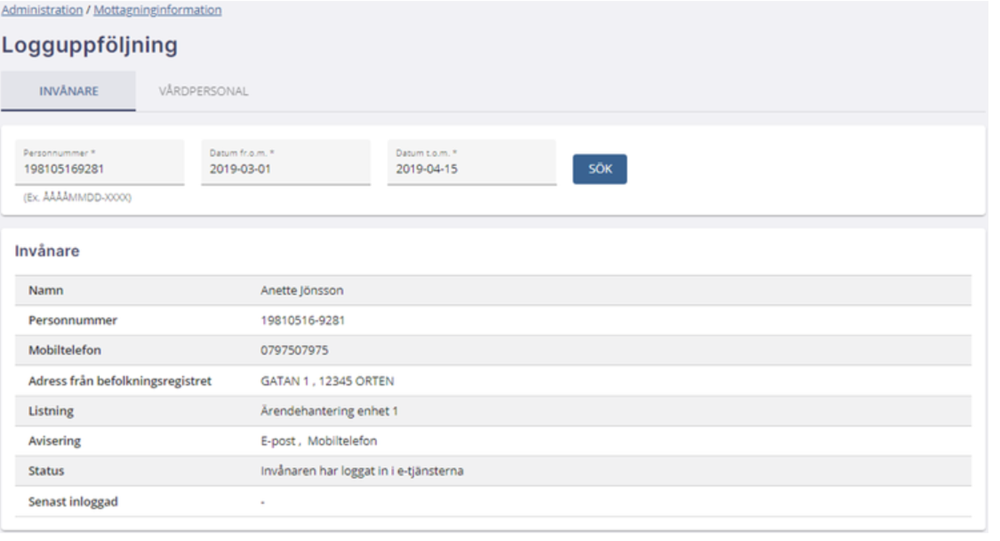 Administration / Mottagninginformation
Logguppföljning
INVÅNARE VÅRDPERSONAL
Personnummer * Datum fr.o.m. * Datum t.o.m. *
198105169281 2019-03-01 2019-04-15 SÖK
(Ex. ÅÅÅÅMMDD-XXXX)
Invånare
Namn Anette Jönsson
Personnummer 19810516-9281
Mobiltelefon 0797507975
Adress från befolkningsregistret GATAN 1 , 12345 ORTEN
Listning Ärendehantering enhet 1
Avisering E-post , Mobiltelefon
Status Invånaren har loggat in i e-tjänsterna
Senast inloggad -